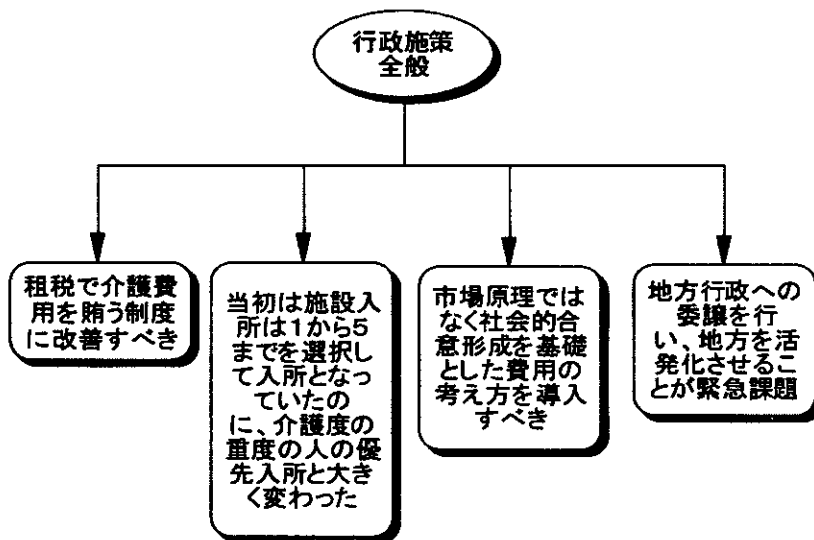 行政施策
全般
租税で介護費
用を賄う制度
に改善すべき
当初は施設入
所は1から5
までを選択し
て入所となっ
ていたの
に、介護度の
重度の人の優
先入所と大き
く変わった
市場原理では
なく社会的合
意形成を基礎
とした費用の
考え方を導入
すべき
地方行政への
委譲を行
い、地方を活
発化させるこ
とが緊急課題